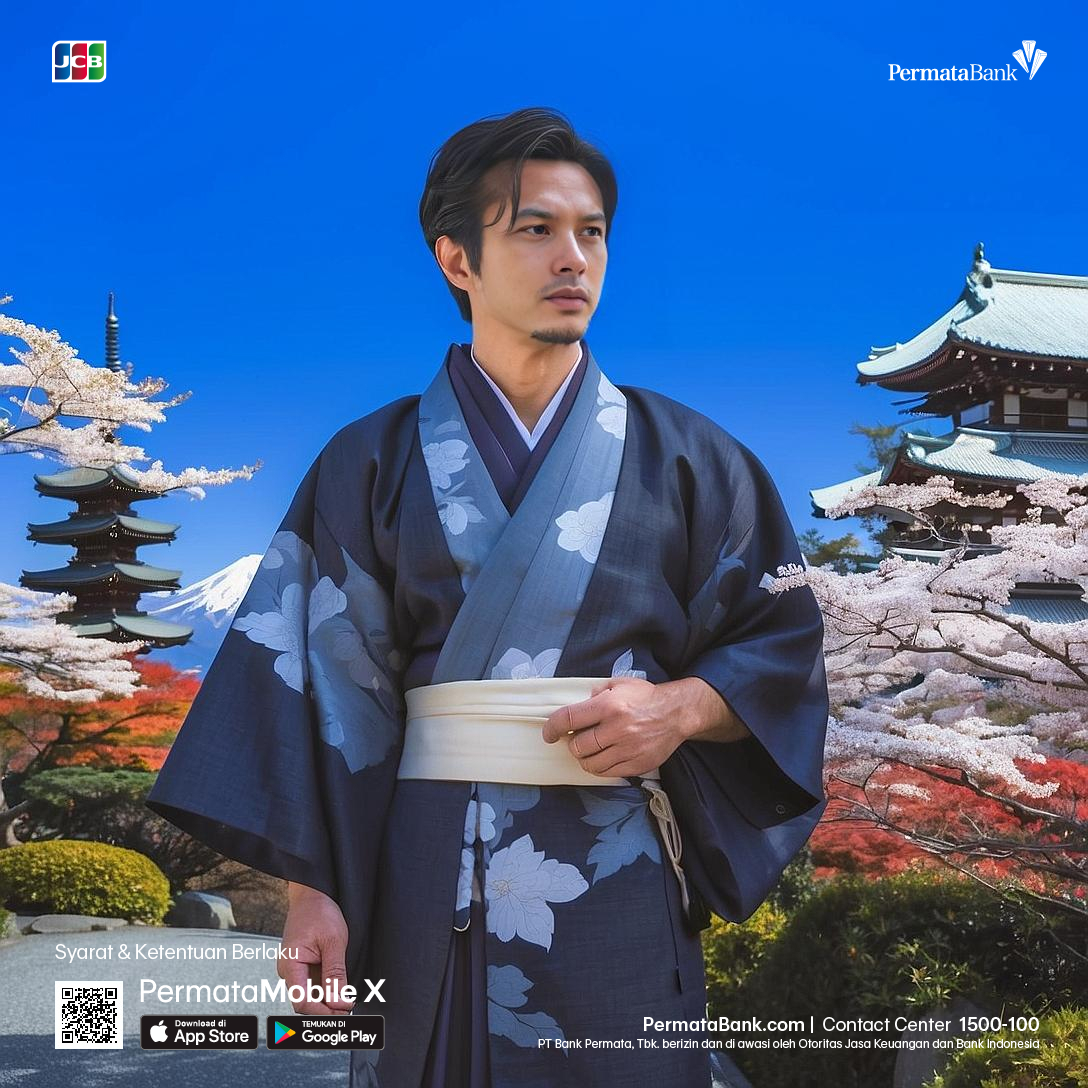 JCB
PermataBank
Syarat & Ketentuan Berlaku
PermataMobile X
Download di
App Store
TEMUKAN DI
Google Play
PermataBank.com | Contact Center 1500-100
PT Bank Permata, Tbk. berizin dan di awasi oleh Otoritas Jasa Keuangan dan Bank Indonesia